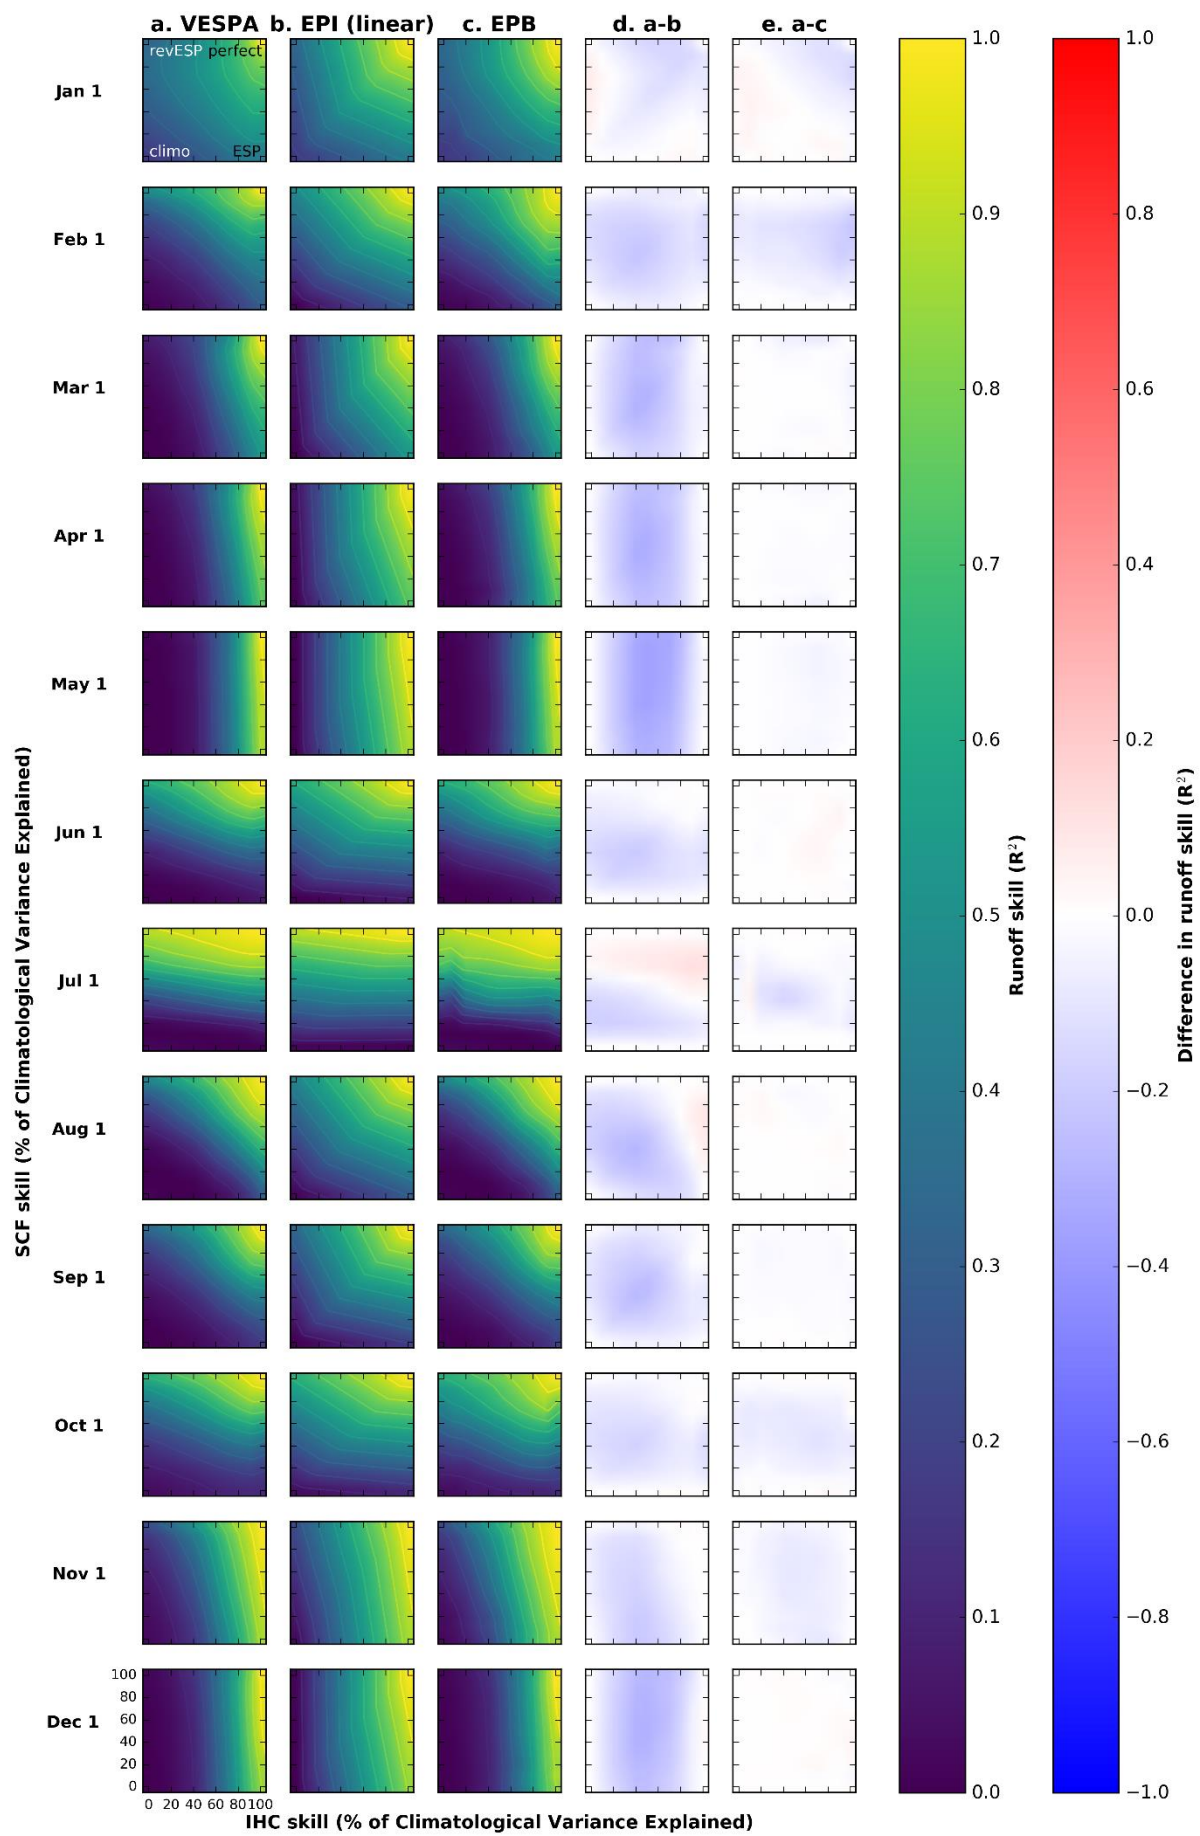 a. VESPA b. EPI (linear) c. EPB d. a-b e. a-c
revESP perfect
climo ESP
Jan 1
Feb 1
Mar 1
Apr 1
May 1
Jun 1
Jul 1
Aug 1
Sep 1
Oct 1
Nov 1
Dec 1
100
80
60
40
20
0
0 20 40 60 80 100
IHC skill (% of Climatological Variance Explained)
SCF skill (% of Climatological Variance Explained)
1.0
0.9
0.8
0.7
0.6
0.5
0.4
0.3
0.2
0.1
0.0
Runoff skill (R²)
1.0
0.8
0.6
0.4
0.2
0.0
−0.2
−0.4
−0.6
−0.8
−1.0
Difference in runoff skill (R²)